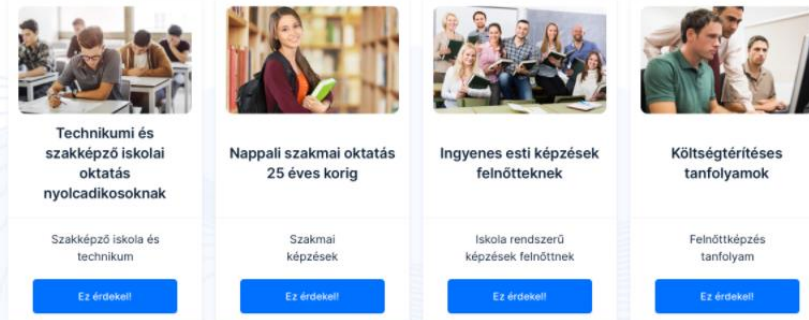 Technikumi és
szakképző iskolai
oktatás
nyolcadikosoknak
Szakképző iskola és
technikum
Ez érdekel!
Nappali szakmai oktatás
25 éves korig
Szakmai
képzések
Ez érdekel!
Ingyenes esti képzések
felnőtteknek
Iskola rendszerű
képzések felnőttnek
Ez érdekel!
Költségtérítéses
tanfolyamok
Felnőttképzés
tanfolyam
Ez érdekel!